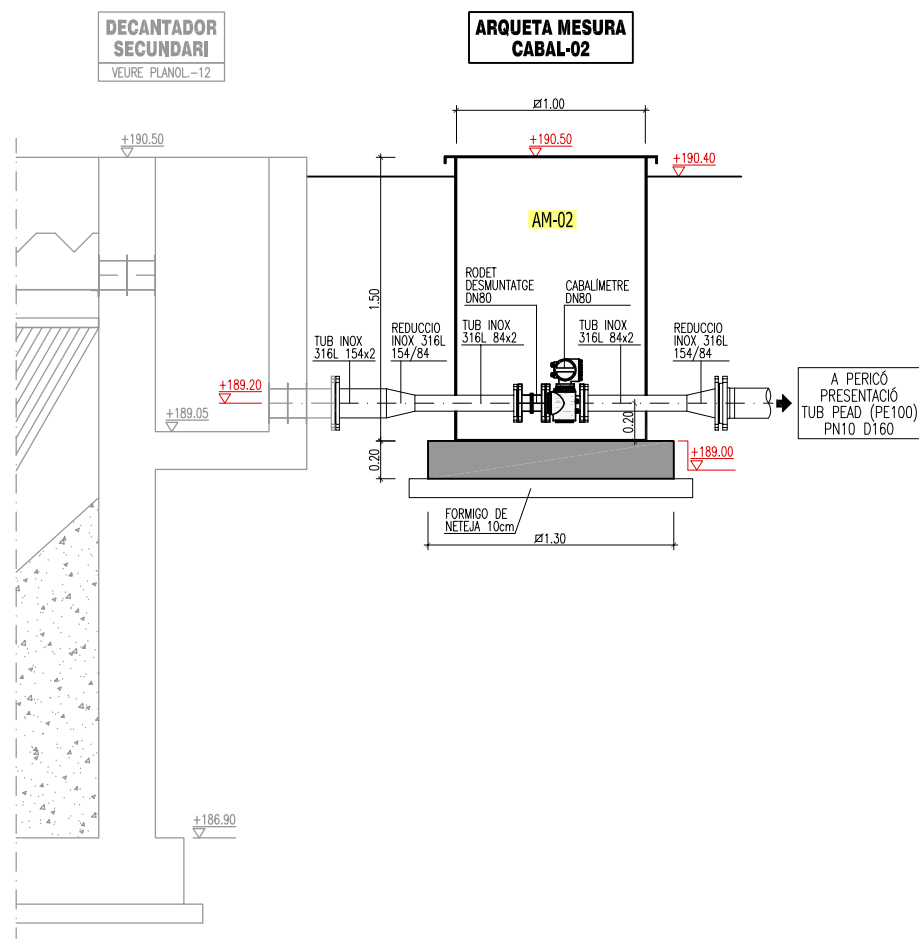 DECANTADOR
SECUNDARI
VEURE PLANOL.-12
ARQUETA MESURA
CABAL-02
Ø1.00
+190.50
+190.50
+190.40
AM-02
1.50
RODET
DESMUNTATGE
DN80
CABALÍMETRE
DN80
TUB INOX
316L 154x2
REDUCCIO
INOX 316L
154/84
TUB INOX
316L 84x2
TUB INOX
316L 84x2
REDUCCIO
INOX 316L
154/84
+189.20
+189.05
A PERICÓ
PRESENTACIÓ
TUB PEAD (PE100)
PN10 D160
0.20
0.20
+189.00
FORMIGO DE
NETEJA 10cm
Ø1.30
+186.90